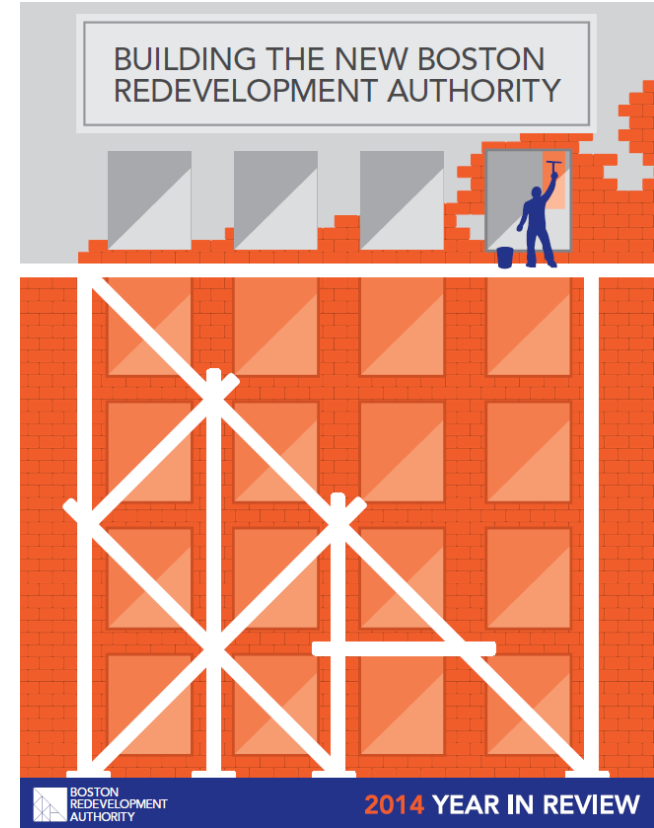 BUILDING THE NEW BOSTON
REDEVELOPMENT AUTHORITY
BOSTON
REDEVELOPMENT
AUTHORITY
2014 YEAR IN REVIEW